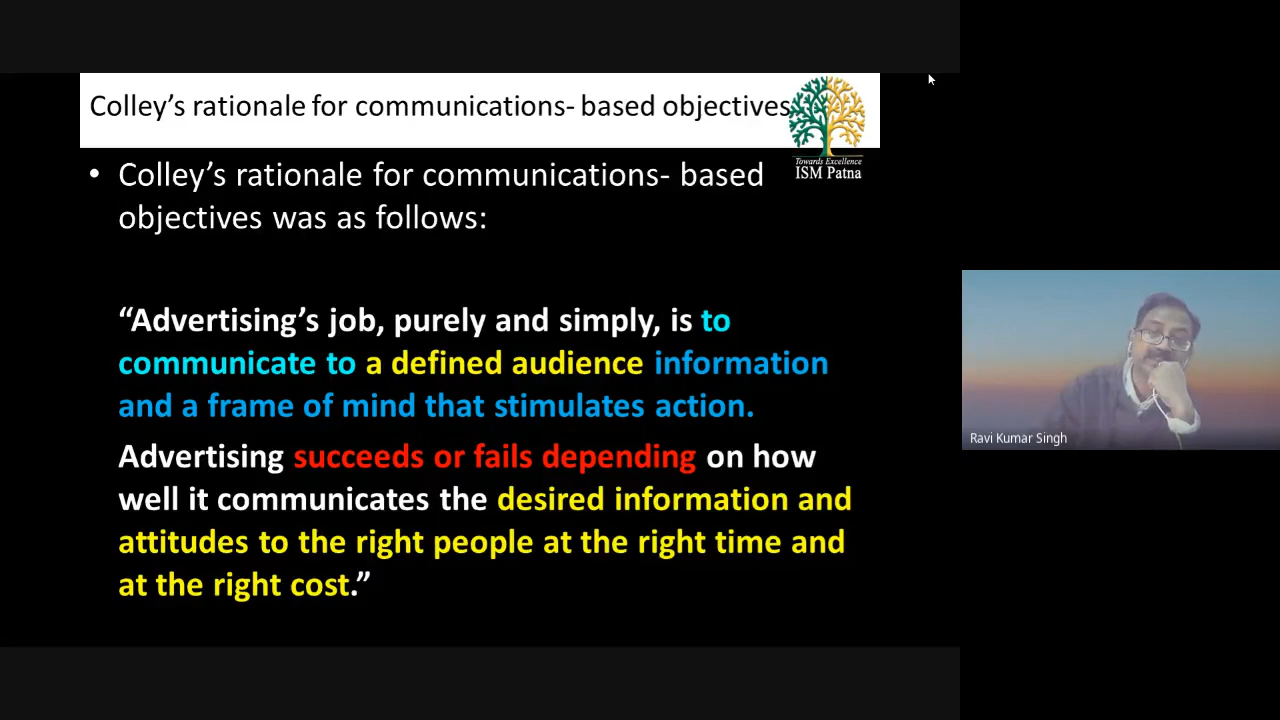 Colley's rationale for communications- based objectives
Towards Excellence
ISM Patna
• Colley's rationale for communications- based
objectives was as follows:
“Advertising's job, purely and simply, is to
communicate to a defined audience information
and a frame of mind that stimulates action.
Advertising succeeds or fails depending on how
well it communicates the desired information and
attitudes to the right people at the right time and
at the right cost.”
Ravi Kumar Singh